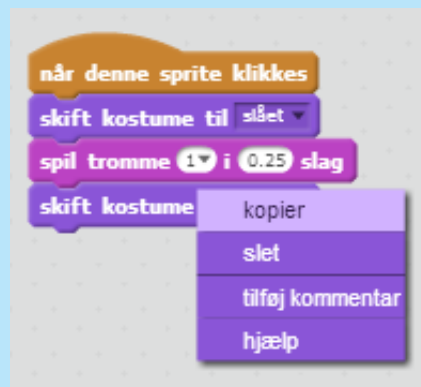 når denne sprite klikkes
skift kostume til slået
spil tromme 1 i 0.25 slag
skift kostume
kopier
slet
tilføj kommentar
hjælp